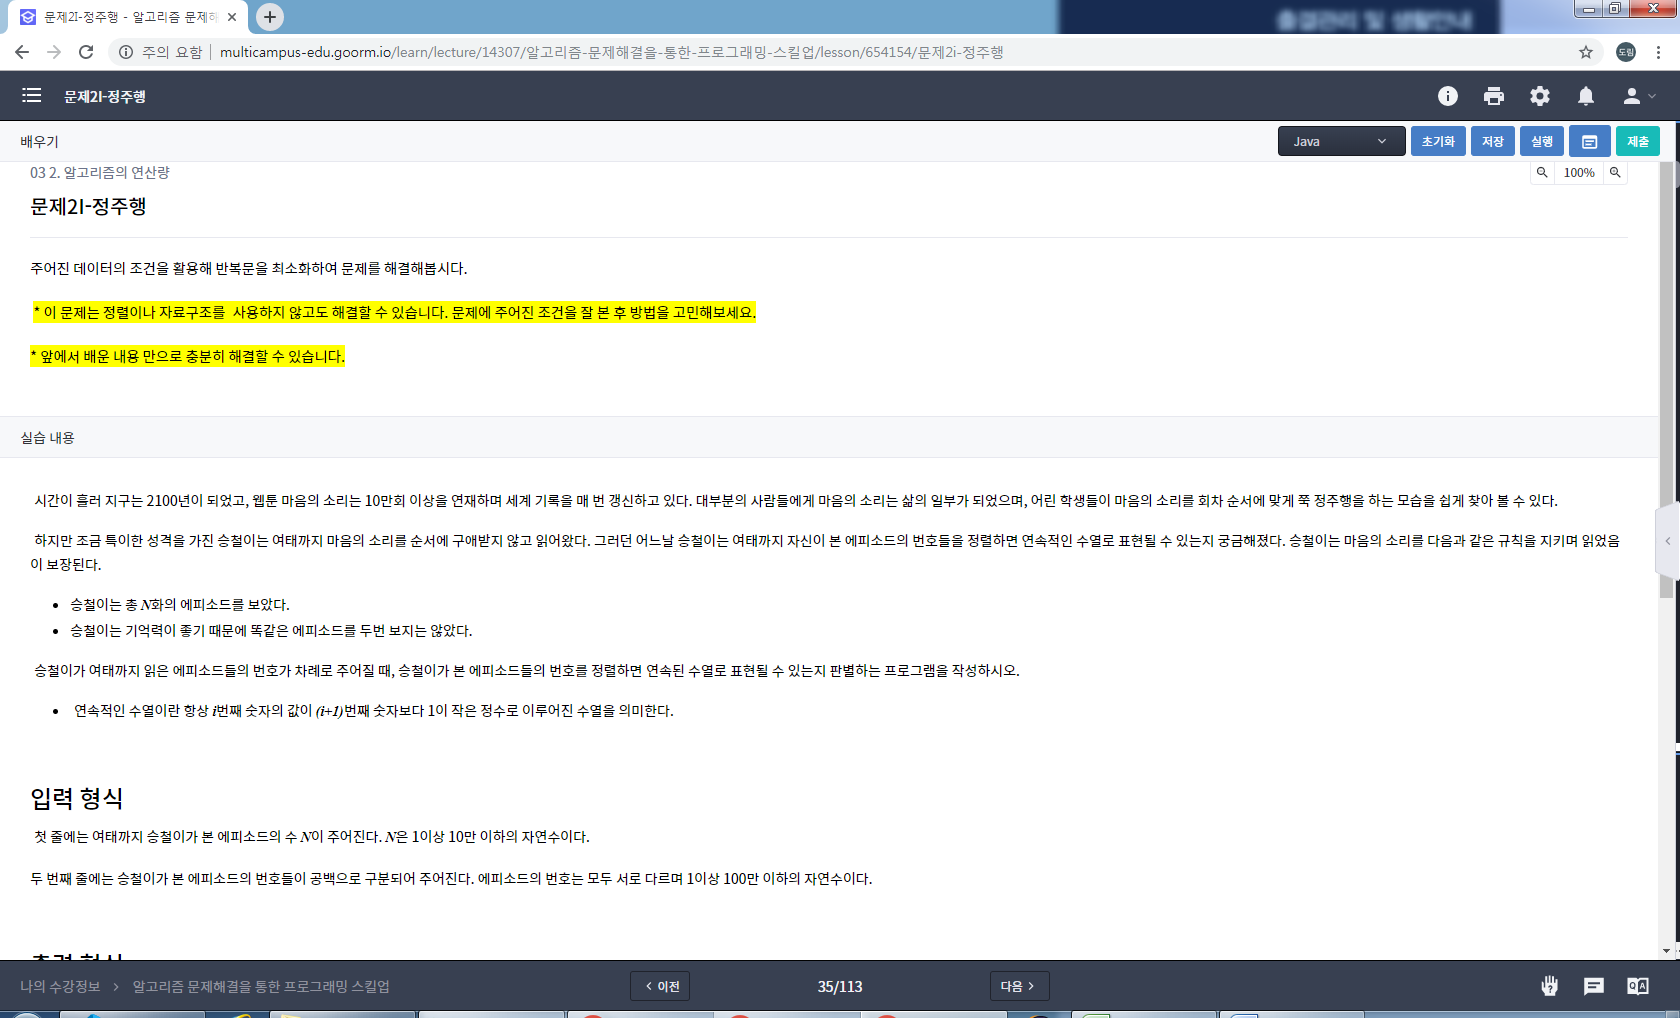 문제2I-정주행 - 알고리즘 문제해
주의 요함
multicampus-edu.goorm.io/learn/lecture/14307/알고리즘-문제해결을-통한-프로그래밍-스킬업/lesson/654154/문제2i-정주행
도림
문제2I-정주행
배우기
Java
초기화
저장
실행
제출
03 2. 알고리즘의 연산량
100%
문제2I-정주행
주어진 데이터의 조건을 활용해 반복문을 최소화하여 문제를 해결해봅시다.
* 이 문제는 정렬이나 자료구조를 사용하지 않고도 해결할 수 있습니다. 문제에 주어진 조건을 잘 본 후 방법을 고민해보세요.
* 앞에서 배운 내용 만으로 충분히 해결할 수 있습니다.
실습 내용
시간이 흘러 지구는 2100년이 되었고, 웹툰 마음의 소리는 10만회 이상을 연재하며 세계 기록을 매 번 갱신하고 있다. 대부분의 사람들에게 마음의 소리는 삶의 일부가 되었으며, 어린 학생들이 마음의 소리를 회차 순서에 맞게 쭉 정주행을 하는 모습을 쉽게 찾아 볼 수 있다.
하지만 조금 특이한 성격을 가진 승철이는 여태까지 마음의 소리를 순서에 구애받지 않고 읽어왔다. 그러던 어느날 승철이는 여태까지 자신이 본 에피소드의 번호들을 정렬하면 연속적인 수열로 표현될 수 있는지 궁금해졌다. 승철이는 마음의 소리를 다음과 같은 규칙을 지키며 읽었음
이 보장된다.
• 승철이는 총 N화의 에피소드를 보았다.
• 승철이는 기억력이 좋기 때문에 똑같은 에피소드를 두번 보지는 않았다.
승철이가 여태까지 읽은 에피소드들의 번호가 차례로 주어질 때, 승철이가 본 에피소드들의 번호를 정렬하면 연속된 수열로 표현될 수 있는지 판별하는 프로그램을 작성하시오.
• 연속적인 수열이란 항상 i번째 숫자의 값이 (i+1)번째 숫자보다 1이 작은 정수로 이루어진 수열을 의미한다.
입력 형식
첫 줄에는 여태까지 승철이가 본 에피소드의 수 N이 주어진다. N은 1이상 10만 이하의 자연수이다.
두 번째 줄에는 승철이가 본 에피소드의 번호들이 공백으로 구분되어 주어진다. 에피소드의 번호는 모두 서로 다르며 1이상 100만 이하의 자연수이다.
나의 수강정보 > 알고리즘 문제해결을 통한 프로그래밍 스킬업
< 이전
35/113
다음 >